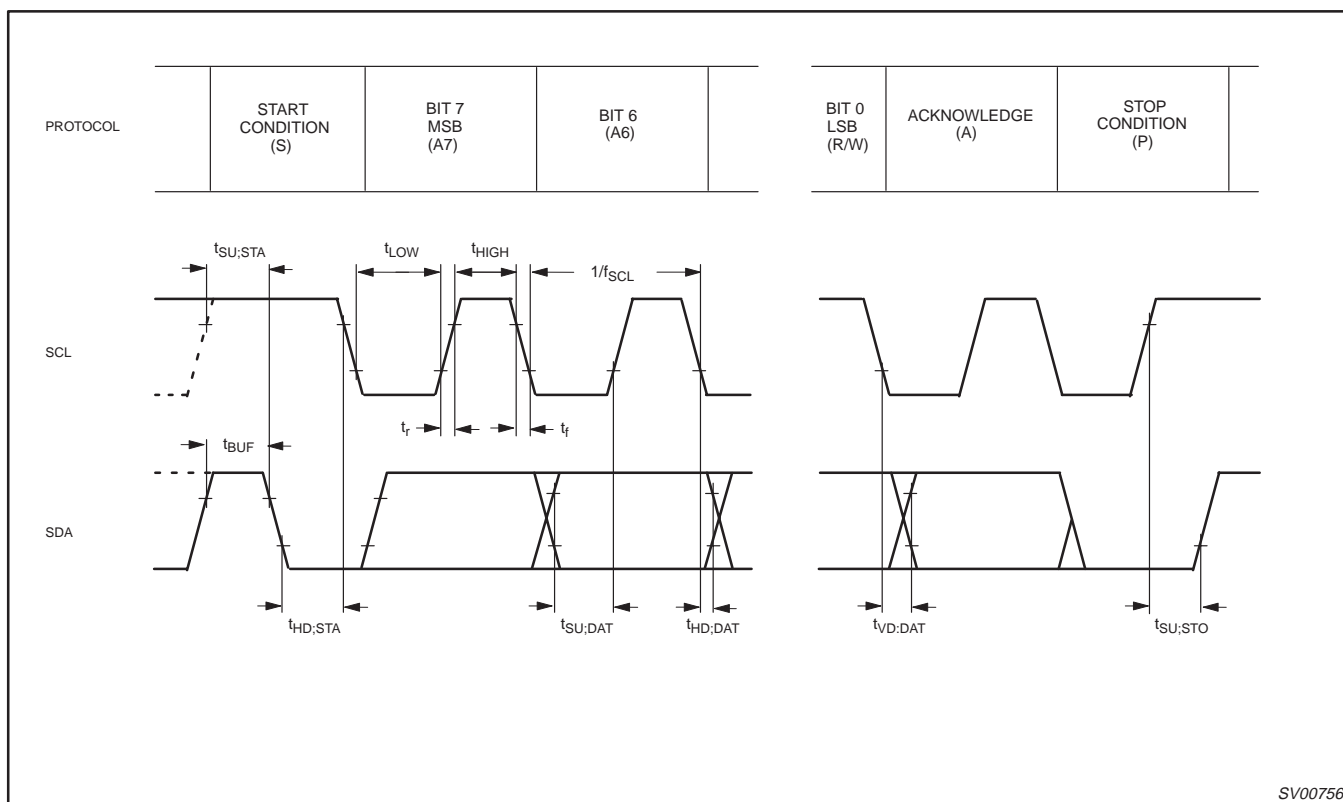 PROTOCOL
START
CONDITION
(S)
BIT 7
MSB
(A7)
BIT 6
(A6)
BIT 0
LSB
(R/W)
ACKNOWLEDGE
(A)
STOP
CONDITION
(P)
tSU;STA
tLOW
tHIGH
1/fSCL
SCL
tr
tf
tBUF
SDA
tHD;STA
tSU;DAT
tHD;DAT
tVD:DAT
tSU;STO
SV00756